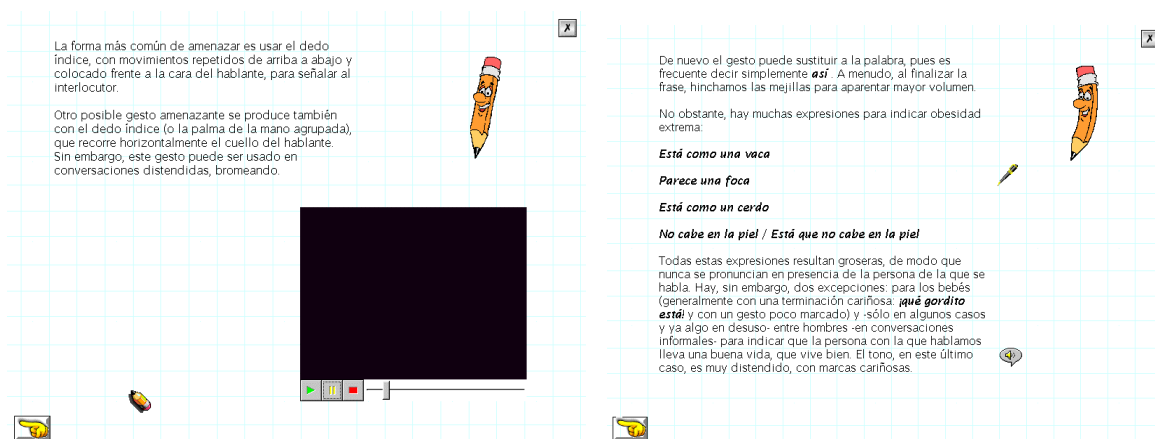 La forma más común de amenazar es usar el dedo
índice, con movimientos repetidos de arriba a abajo y
colocado frente a la cara del hablante, para señalar al
interlocutor.
Otro posible gesto amenazante se produce también
con el dedo índice (o la palma de la mano agrupada),
que recorre horizontalmente el cuello del hablante.
Sin embargo, este gesto puede ser usado en
conversaciones distendidas, bromeando.
De nuevo el gesto puede sustituir a la palabra, pues es
frecuente decir simplemente así . A menudo, al finalizar la
frase, hinchamos las mejillas para aparentar mayor volumen.
No obstante, hay muchas expresiones para indicar obesidad
extrema:
Está como una vaca
Parece una foca
Está como un cerdo
No cabe en la piel / Está que no cabe en la piel
Todas estas expresiones resultan groseras, de modo que
nunca se pronuncian en presencia de la persona de la que se
habla. Hay, sin embargo, dos excepciones: para los bebés
(generalmente con una terminación cariñosa: ¡qué gordito
está! y con un gesto poco marcado) y -sólo en algunos casos
y ya algo en desuso- entre hombres -en conversaciones
informales- para indicar que la persona con la que hablamos
lleva una buena vida, que vive bien. El tono, en este último
caso, es muy distendido, con marcas cariñosas.